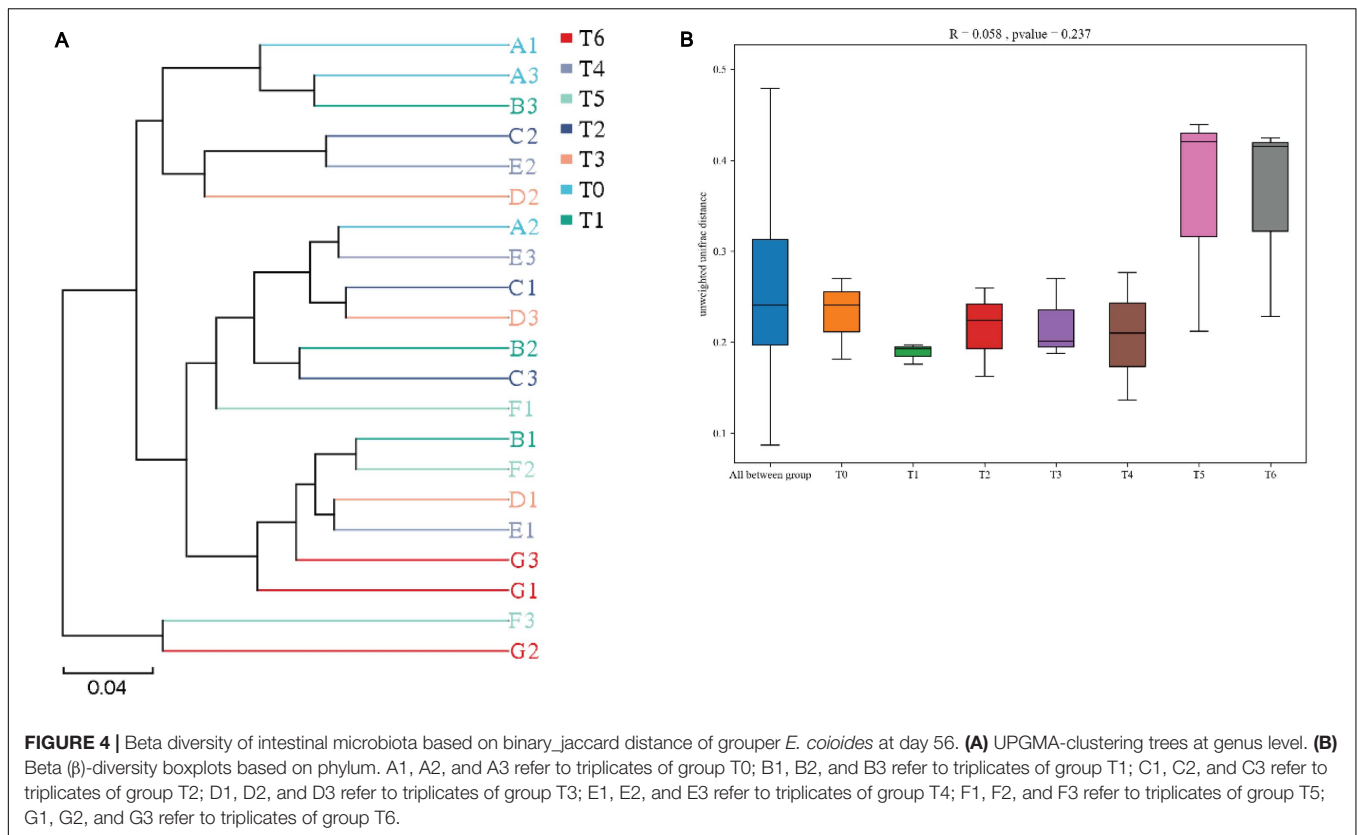 A
A1
A3
B3
C2
E2
D2
A2
E3
C1
D3
B2
C3
F1
B1
F2
D1
E1
G3
G1
F3
G2
0.04
T6
T4
T5
T2
T3
T0
T1
B
R = 0.058 , pvalue = 0.237
unweighted unifrac distance
0.5
0.4
0.3
0.2
0.1
All between group T0 T1 T2 T3 T4 T5 T6
FIGURE 4 | Beta diversity of intestinal microbiota based on binary_jaccard distance of grouper E. coioides at day 56. (A) UPGMA-clustering trees at genus level. (B)
Beta (β)-diversity boxplots based on phylum. A1, A2, and A3 refer to triplicates of group T0; B1, B2, and B3 refer to triplicates of group T1; C1, C2, and C3 refer to
triplicates of group T2; D1, D2, and D3 refer to triplicates of group T3; E1, E2, and E3 refer to triplicates of group T4; F1, F2, and F3 refer to triplicates of group T5;
G1, G2, and G3 refer to triplicates of group T6.